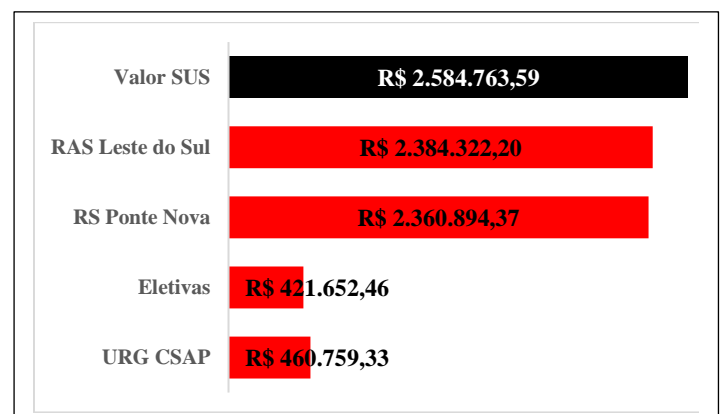 Valor SUS R$ 2.584.763,59
RAS Leste do Sul R$ 2.384.322,20
RS Ponte Nova R$ 2.360.894,37
Eletivas R$ 421.652,46
URG CSAP R$ 460.759,33